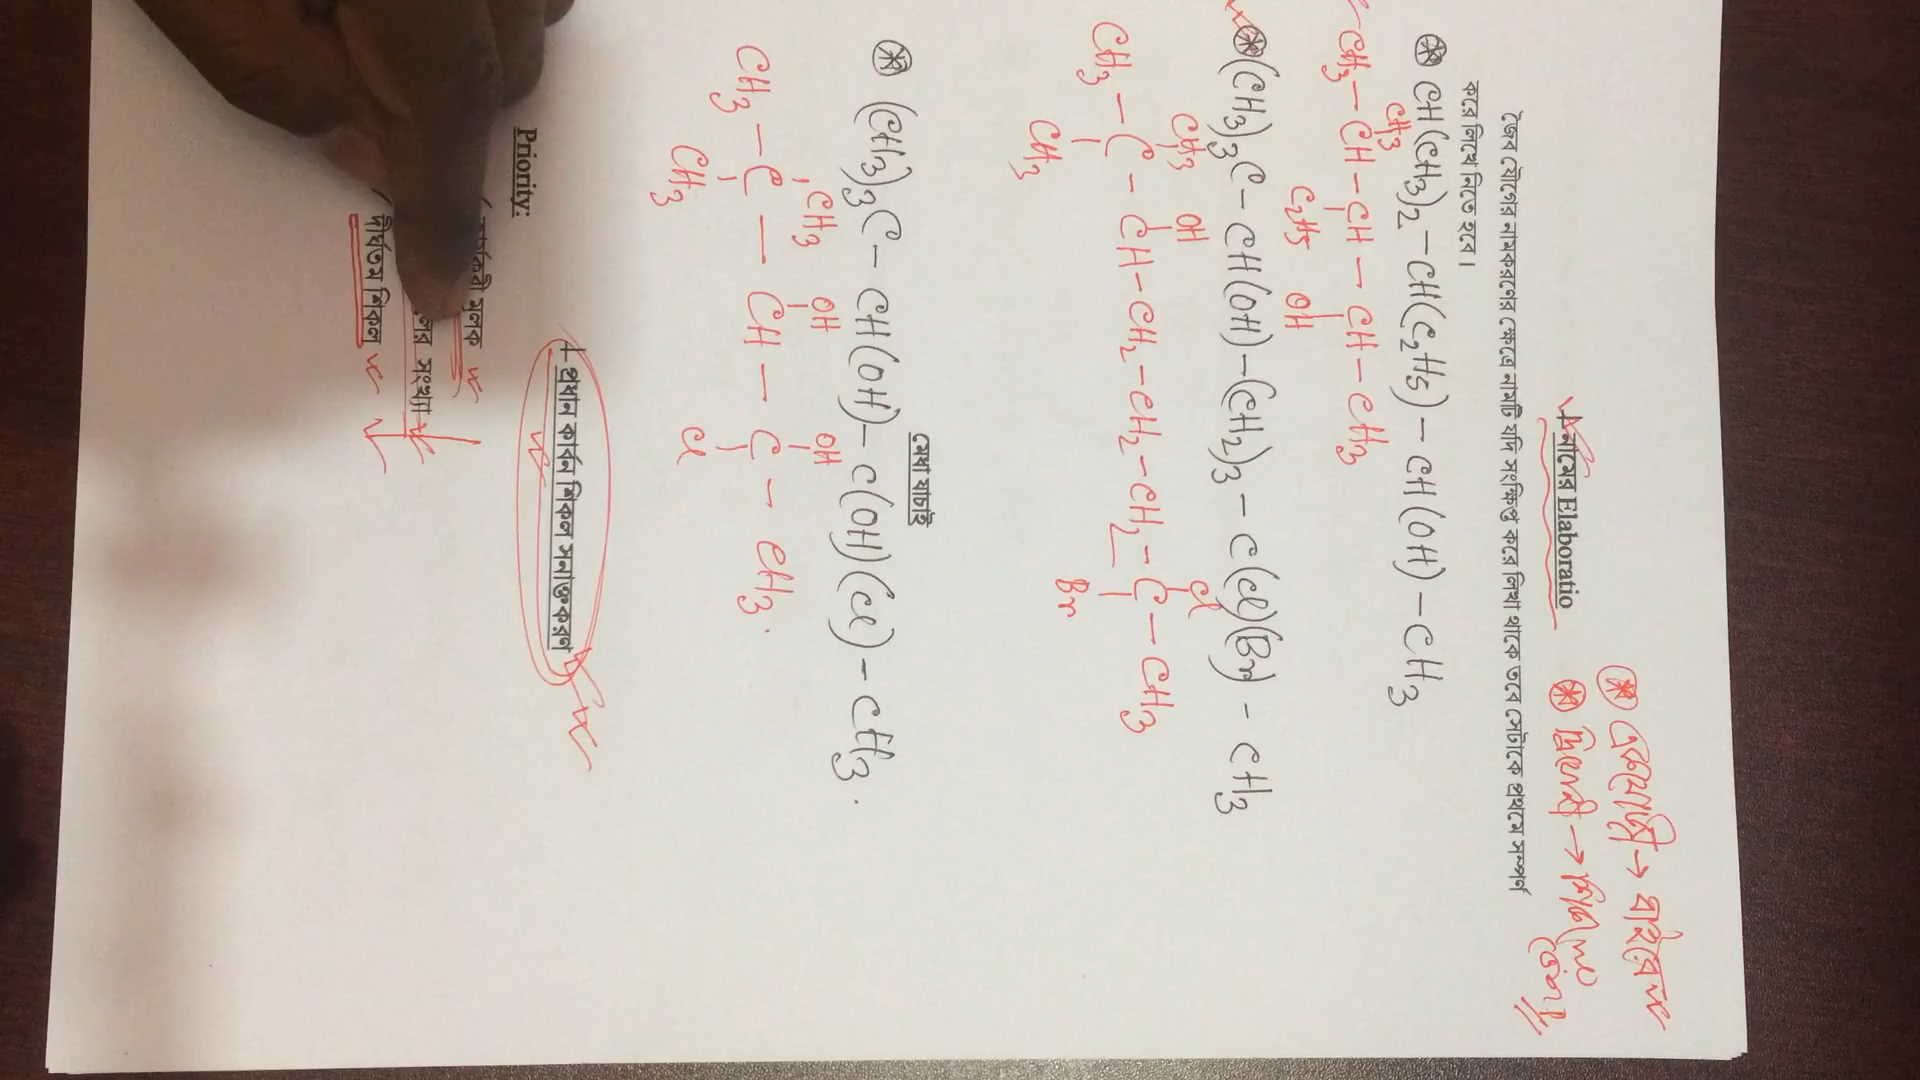 একযোজী →
দ্বিযোজী →
নামের Elaboratio
জৈব যৌগের নামকরণের ক্ষেত্রে নামটি যদি সংক্ষিপ্ত করে লিখা থাকে তবে সেটাকে প্রথমে সম্পূর্ণ
করে লিখে নিতে হবে।
CH(CH3)2 – CH(C2H5) – CH(OH) – CH3
CH3
CH3 – CH – CH – CH – CH3
C2H5 OH
(CH3)3C – CH(OH) – (CH2)3 – C(Cl)(Br) – CH3
CH3 OH Cl
CH3 – C – CH – CH2 – CH2 – CH2 – C – CH3
CH3 Br
মেধা যাচাই
(CH3)3C – CH(OH) – C(OH)(Cl) – CH3.
CH3 OH OH
CH3 – C – CH – C – CH3.
CH3 Cl
প্রধান কার্বন শিকল সনাক্তকরণ
Priority:
মূলক
সংখ্যা
দীর্ঘতম শিকল